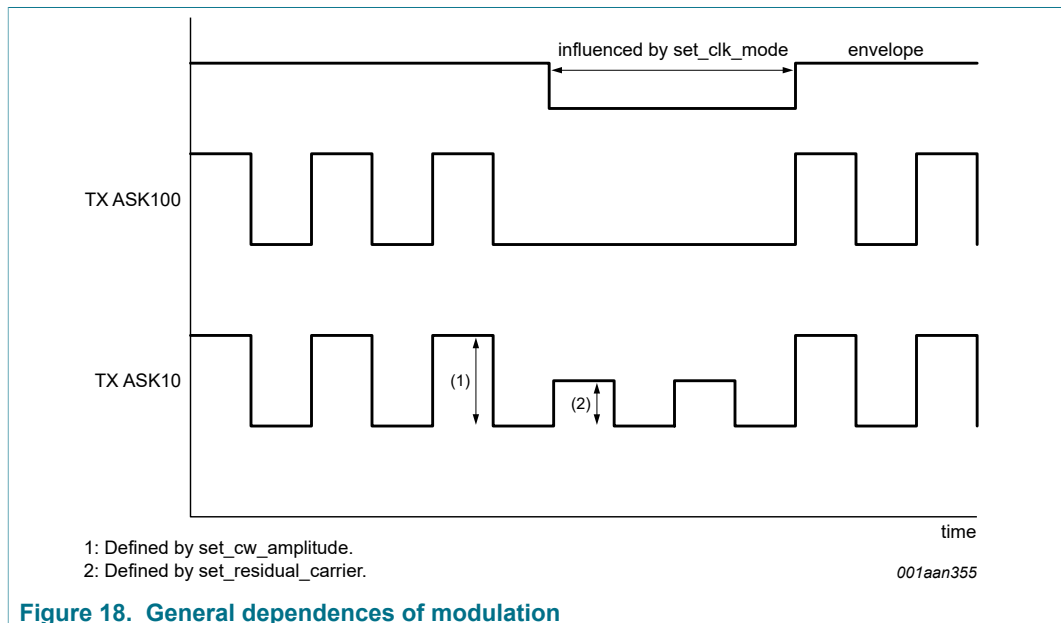 influenced by set_clk_mode
envelope
TX ASK100
TX ASK10
(1)
(2)
time
1: Defined by set_cw_amplitude.
2: Defined by set_residual_carrier.
001aan355
Figure 18. General dependences of modulation